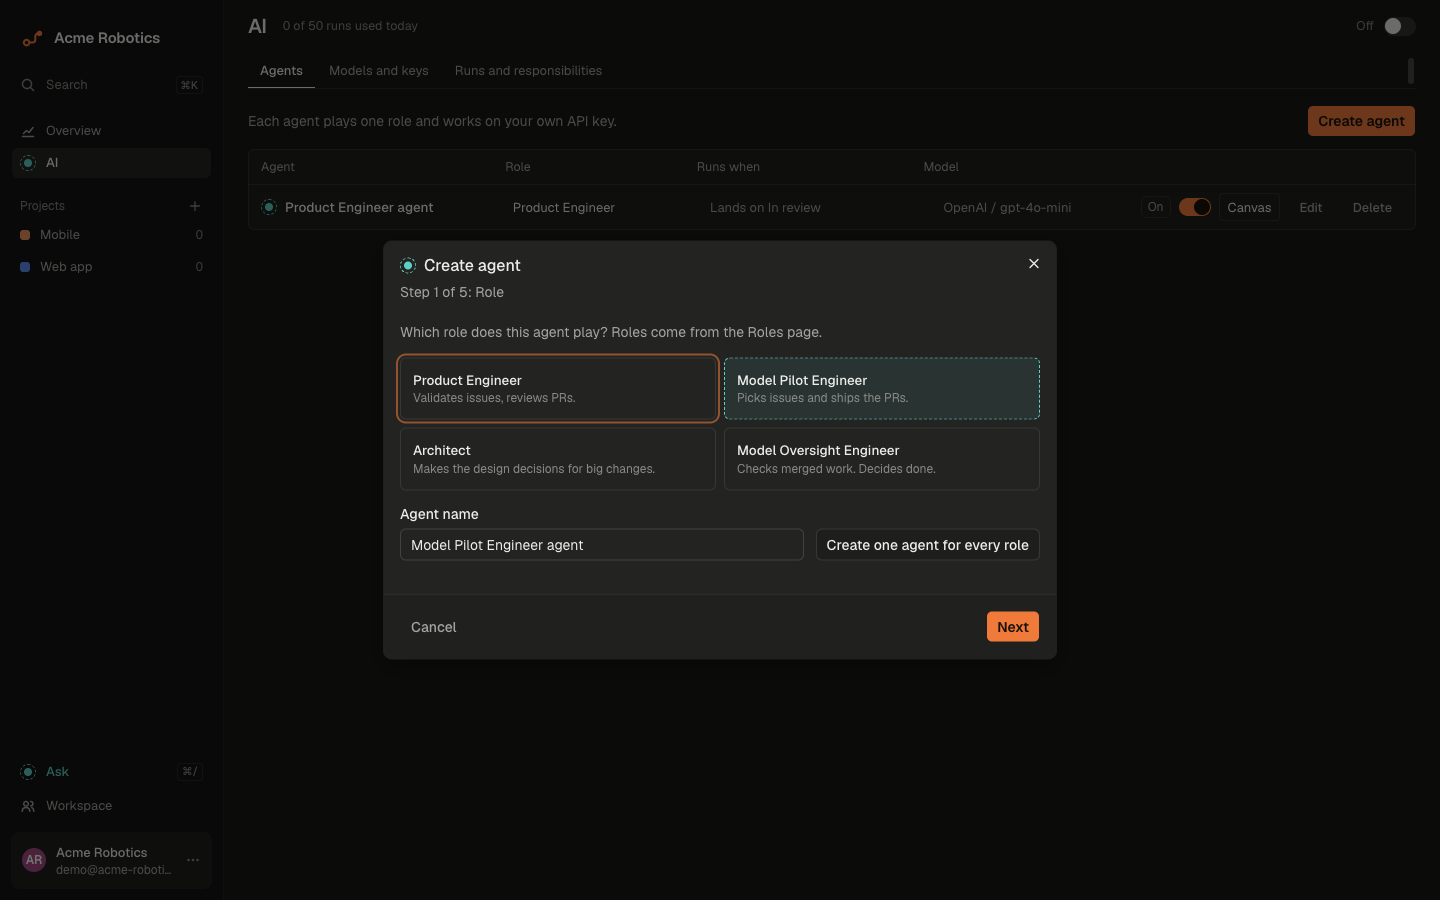 Acme Robotics
Search ⌘K
Overview
AI
Projects
Mobile 0
Web app 0
Ask ⌘/
Workspace
AR
Acme Robotics
demo@acme-roboti...
AI 0 of 50 runs used today Off
Agents Models and keys Runs and responsibilities
Each agent plays one role and works on your own API key. Create agent
Agent Role Runs when Model
Product Engineer agent Product Engineer Lands on In review OpenAI / gpt-4o-mini On Canvas Edit Delete
Create agent
Step 1 of 5: Role
Which role does this agent play? Roles come from the Roles page.
Product Engineer
Validates issues, reviews PRs.
Model Pilot Engineer
Picks issues and ships the PRs.
Architect
Makes the design decisions for big changes.
Model Oversight Engineer
Checks merged work. Decides done.
Agent name
Model Pilot Engineer agent Create one agent for every role
Cancel Next